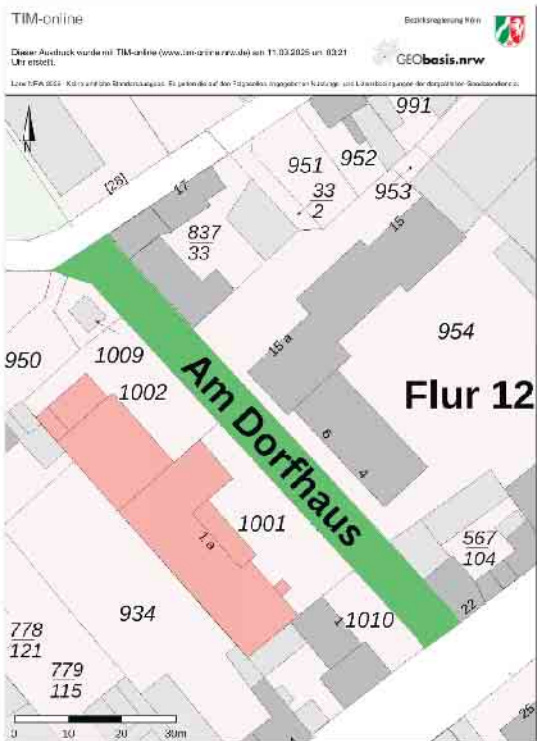 TIM-online
Bezirksregierung Köln
Dieser Ausdruck wurde mit TIM-online (www.tim-online.nrw.de) am 11.03.2025 um 03:21
Uhr erstellt.
GEObasis.nrw
N
991
951
952
33
2
953
[28]
17
837
33
15
954
950
1009
1002
15 a
Flur 12
Am Dorfhaus
6
4
1001
1 a
567
104
934
1010
1
22
778
121
779
115
25
0 10 20 30m